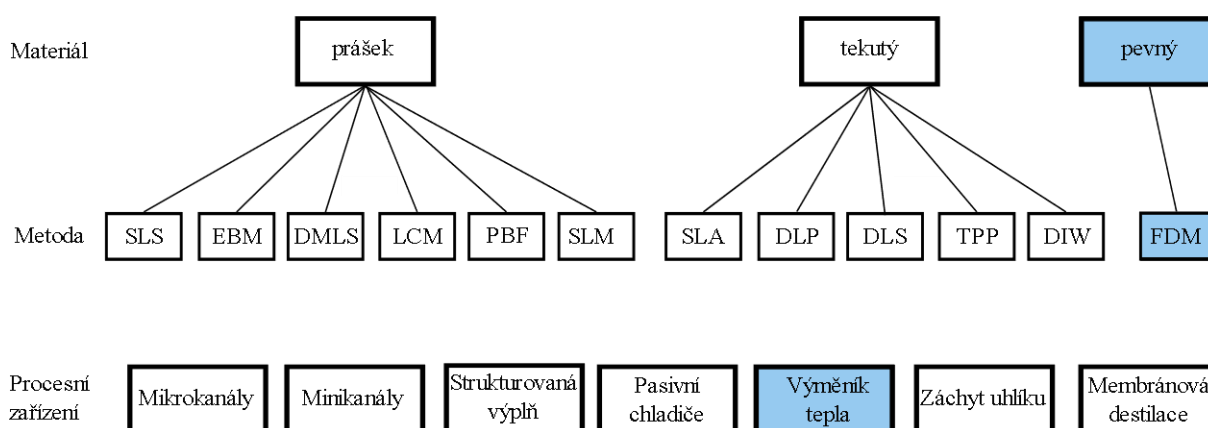 Materiál
prášek
tekutý
pevný
Metoda
SLS
EBM
DMLS
LCM
PBF
SLM
SLA
DLP
DLS
TPP
DIW
FDM
Procesní
zařízení
Mikrokanály
Minikanály
Strukturovaná
výplň
Pasivní
chladiče
Výměník
tepla
Záchyt uhlíku
Membránová
destilace